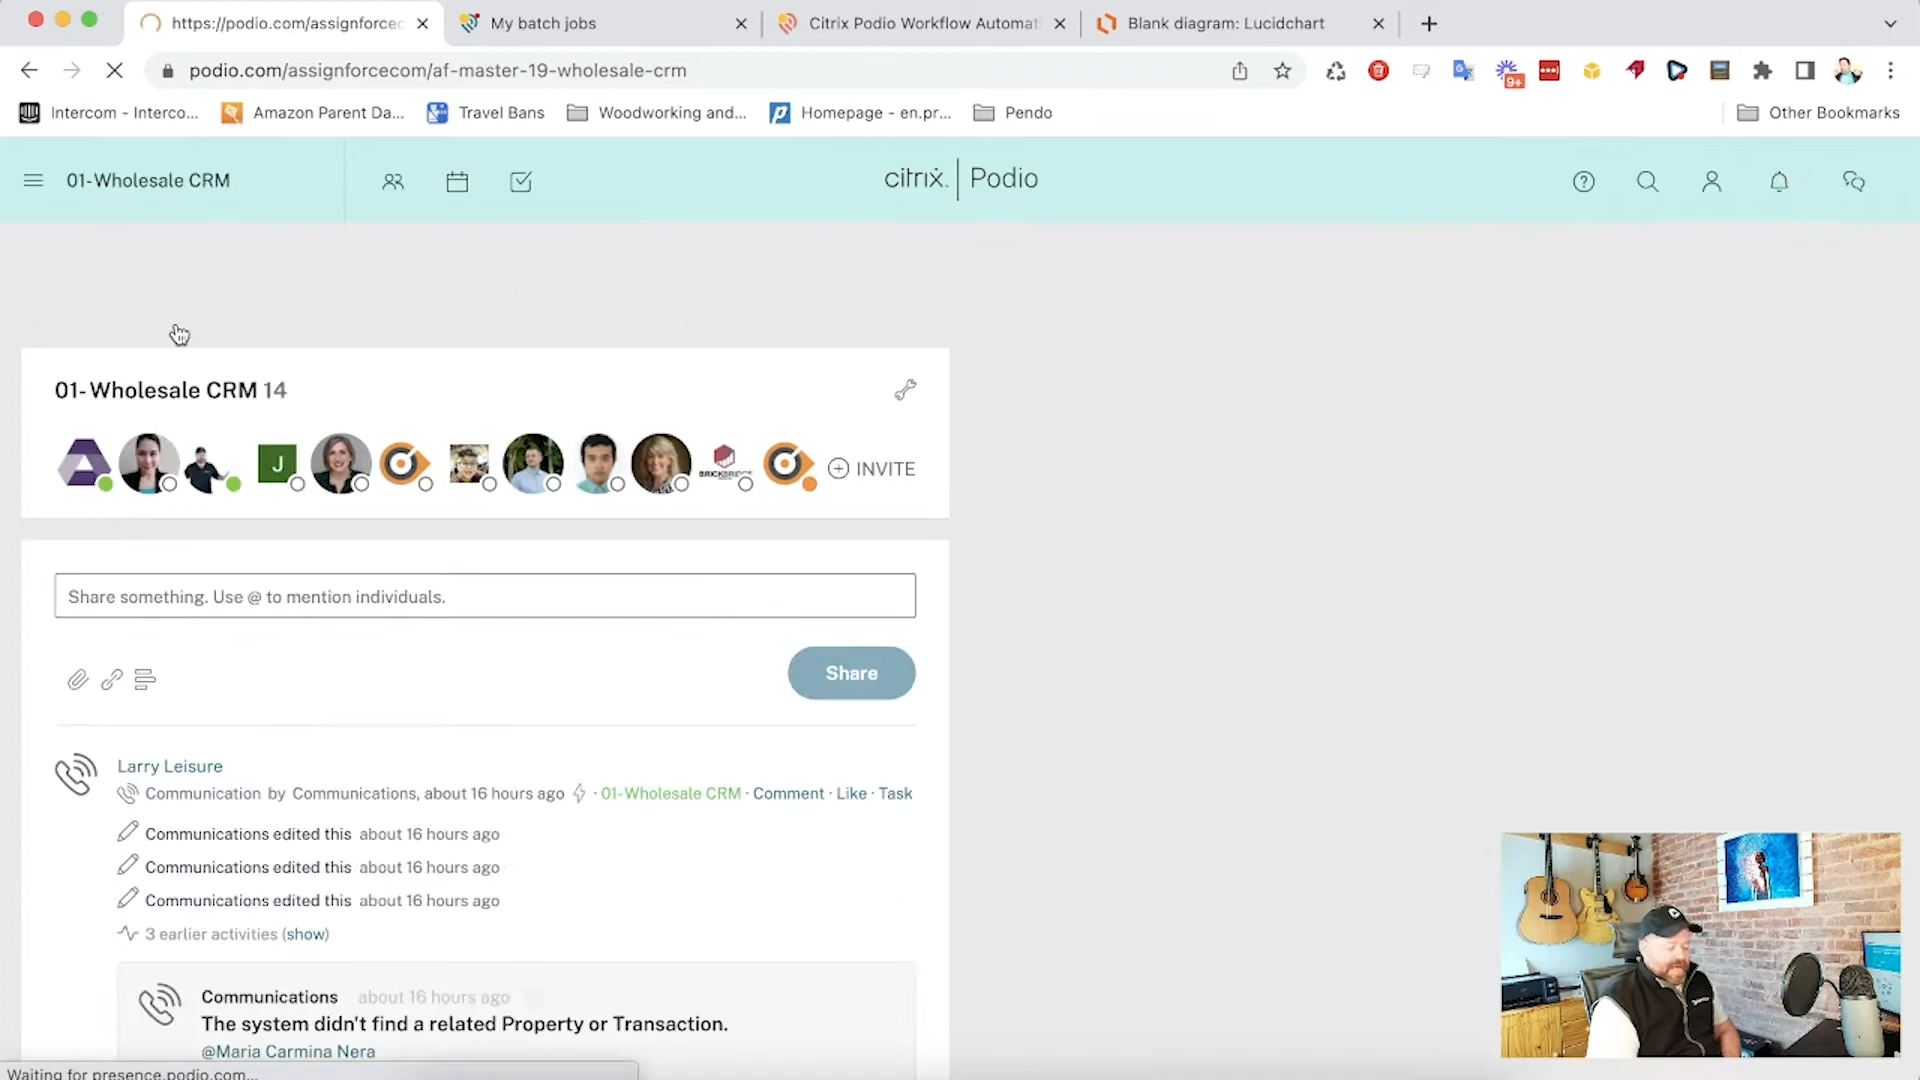 https://podio.com/assignforcec
My batch jobs
Citrix Podio Workflow Automat
Blank diagram: Lucidchart
podio.com/assignforcecom/af-master-19-wholesale-crm
9+
Intercom - Interco...
Amazon Parent Da...
Travel Bans
Woodworking and...
Homepage - en.pr...
Pendo
Other Bookmarks
01-Wholesale CRM
citrix. | Podio
01- Wholesale CRM 14
J
BRICKBRIDGE
INVITE
Share something. Use @ to mention individuals.
Share
Larry Leisure
Communication by Communications, about 16 hours ago · 01-Wholesale CRM · Comment · Like · Task
Communications edited this about 16 hours ago
Communications edited this about 16 hours ago
Communications edited this about 16 hours ago
3 earlier activities (show)
Communications about 16 hours ago
The system didn't find a related Property or Transaction.
@Maria Carmina Nera
Waiting for presence.podio.com...